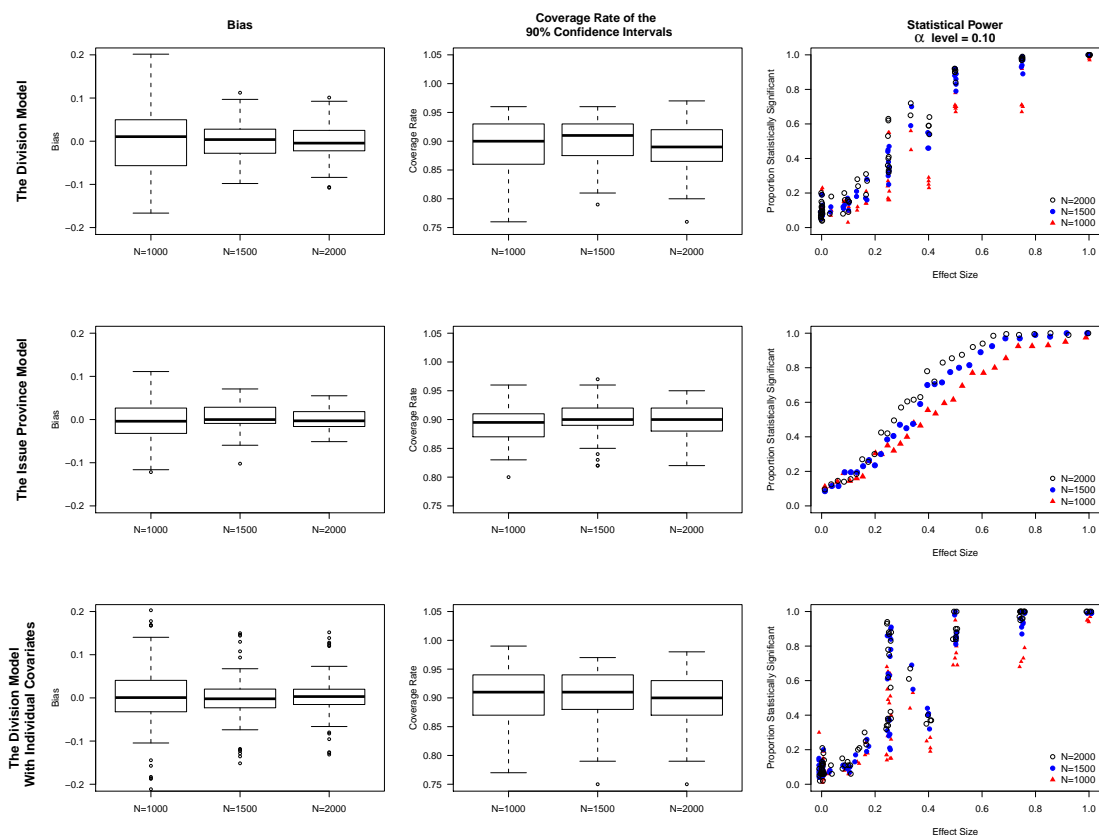 Bias
Coverage Rate of the
90% Confidence Intervals
Statistical Power
α level = 0.10
The Division Model
Bias
0.2
0.1
0.0
−0.1
−0.2
N=1000
N=1500
N=2000
Coverage Rate
1.05
1.00
0.95
0.90
0.85
0.80
0.75
N=1000
N=1500
N=2000
Proportion Statistically Significant
1.0
0.8
0.6
0.4
0.2
0.0
N=2000
N=1500
N=1000
0.0 0.2 0.4 0.6 0.8 1.0
Effect Size
The Issue Province Model
Bias
0.2
0.1
0.0
−0.1
−0.2
N=1000
N=1500
N=2000
Coverage Rate
1.05
1.00
0.95
0.90
0.85
0.80
0.75
N=1000
N=1500
N=2000
Proportion Statistically Significant
1.0
0.8
0.6
0.4
0.2
0.0
N=2000
N=1500
N=1000
0.0 0.2 0.4 0.6 0.8 1.0
Effect Size
The Division Model
With Individual Covariates
Bias
0.2
0.1
0.0
−0.1
−0.2
N=1000
N=1500
N=2000
Coverage Rate
1.05
1.00
0.95
0.90
0.85
0.80
0.75
N=1000
N=1500
N=2000
Proportion Statistically Significant
1.0
0.8
0.6
0.4
0.2
0.0
N=2000
N=1500
N=1000
0.0 0.2 0.4 0.6 0.8 1.0
Effect Size